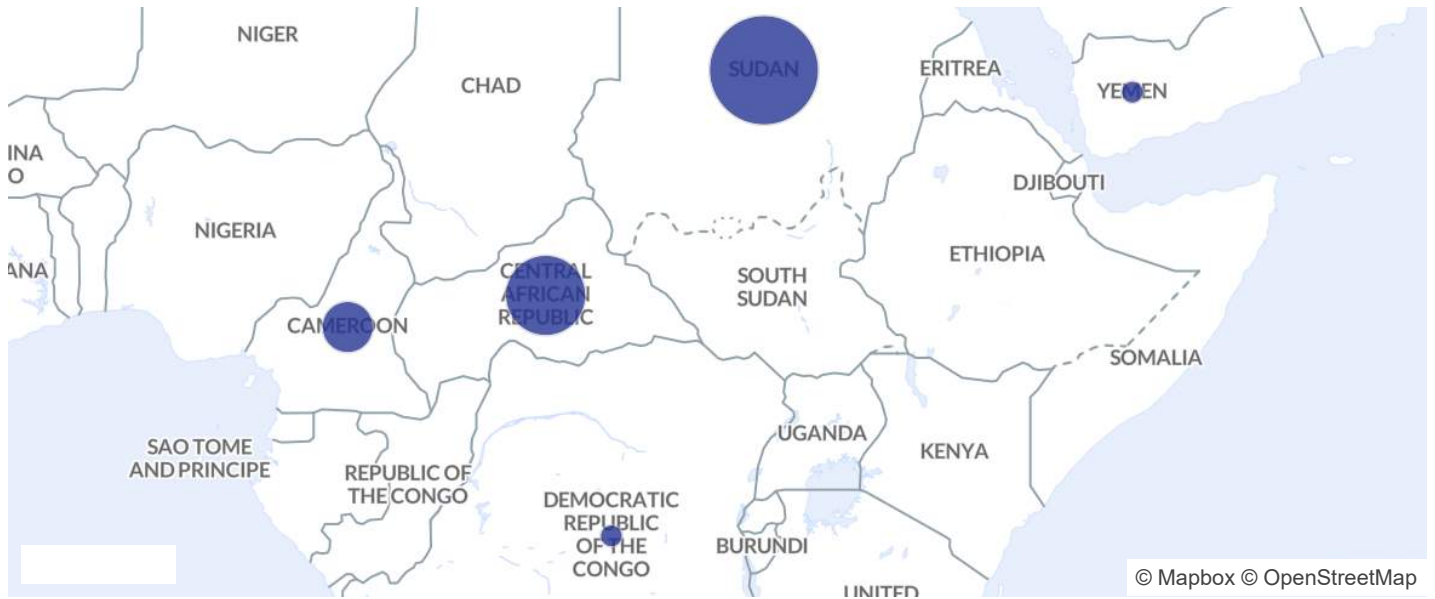 NIGER
SUDAN
ERITREA
CHAD
YEMEN
INA
O
DJIBOUTI
NIGERIA
ETHIOPIA
ANA
CENTRAL
AFRICAN
REPUBLIC
SOUTH
SUDAN
CAMEROON
SOMALIA
UGANDA
KENYA
SAO TOME
AND PRINCIPE
REPUBLIC OF
THE CONGO
DEMOCRATIC
REPUBLIC
OF THE
CONGO
BURUNDI
UNITED
© Mapbox © OpenStreetMap